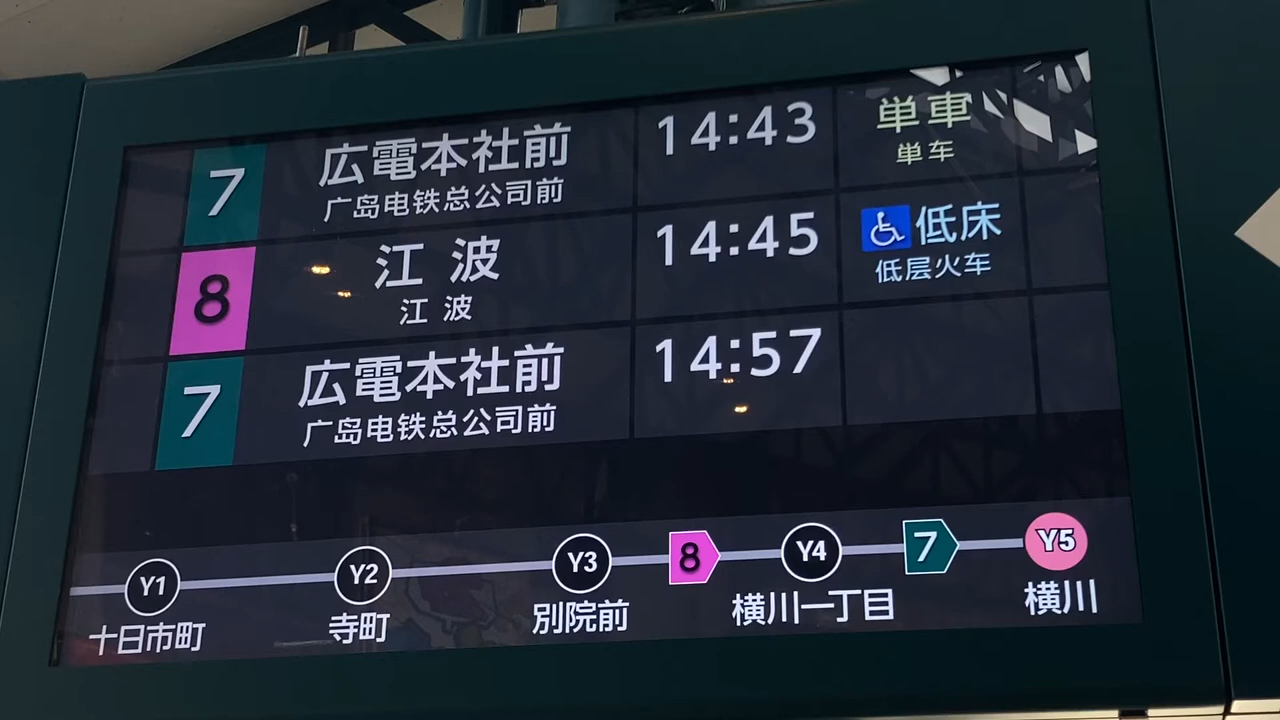 7 広電本社前 14:43 単車
广岛电铁总公司前 単车
8 江波 14:45 低床
江波 低层火车
7 広電本社前 14:57
广岛电铁总公司前
Y1 Y2 Y3 8 Y4 7 Y5
十日市町 寺町 別院前 横川一丁目 横川